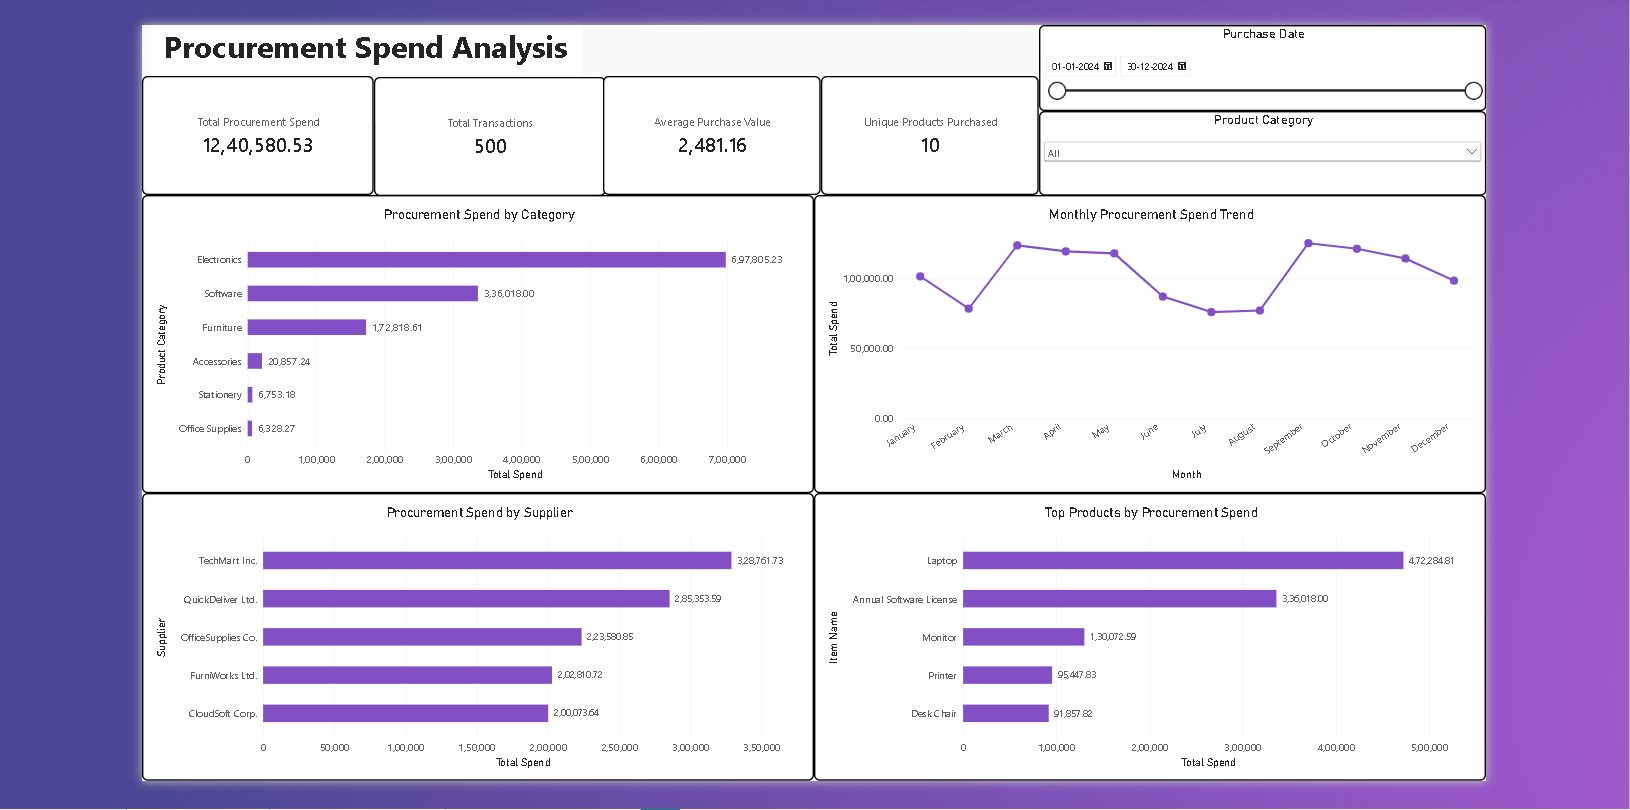 Procurement Spend Analysis
Purchase Date
01-01-2024 30-12-2024
Product Category
All
Total Procurement Spend
12,40,580.53
Total Transactions
500
Average Purchase Value
2,481.16
Unique Products Purchased
10
Procurement Spend by Category
Product Category
Electronics 6,97,805.23
Software 3,36,018.00
Furniture 1,72,818.61
Accessories 20,857.24
Stationery 6,753.18
Office Supplies 6,328.27
0 1,00,000 2,00,000 3,00,000 4,00,000 5,00,000 6,00,000 7,00,000
Total Spend
Monthly Procurement Spend Trend
Total Spend
1,00,000.00
50,000.00
0.00
January February March April May June July August September October November December
Month
Procurement Spend by Supplier
Supplier
TechMart Inc. 3,28,761.73
QuickDeliver Ltd. 2,85,353.59
OfficeSupplies Co. 2,23,580.85
FurniWorks Ltd. 2,02,810.72
CloudSoft Corp. 2,00,073.64
0 50,000 1,00,000 1,50,000 2,00,000 2,50,000 3,00,000 3,50,000
Total Spend
Top Products by Procurement Spend
Item Name
Laptop 4,72,284.81
Annual Software License 3,36,018.00
Monitor 1,30,072.59
Printer 95,447.83
Desk Chair 91,857.82
0 1,00,000 2,00,000 3,00,000 4,00,000 5,00,000
Total Spend